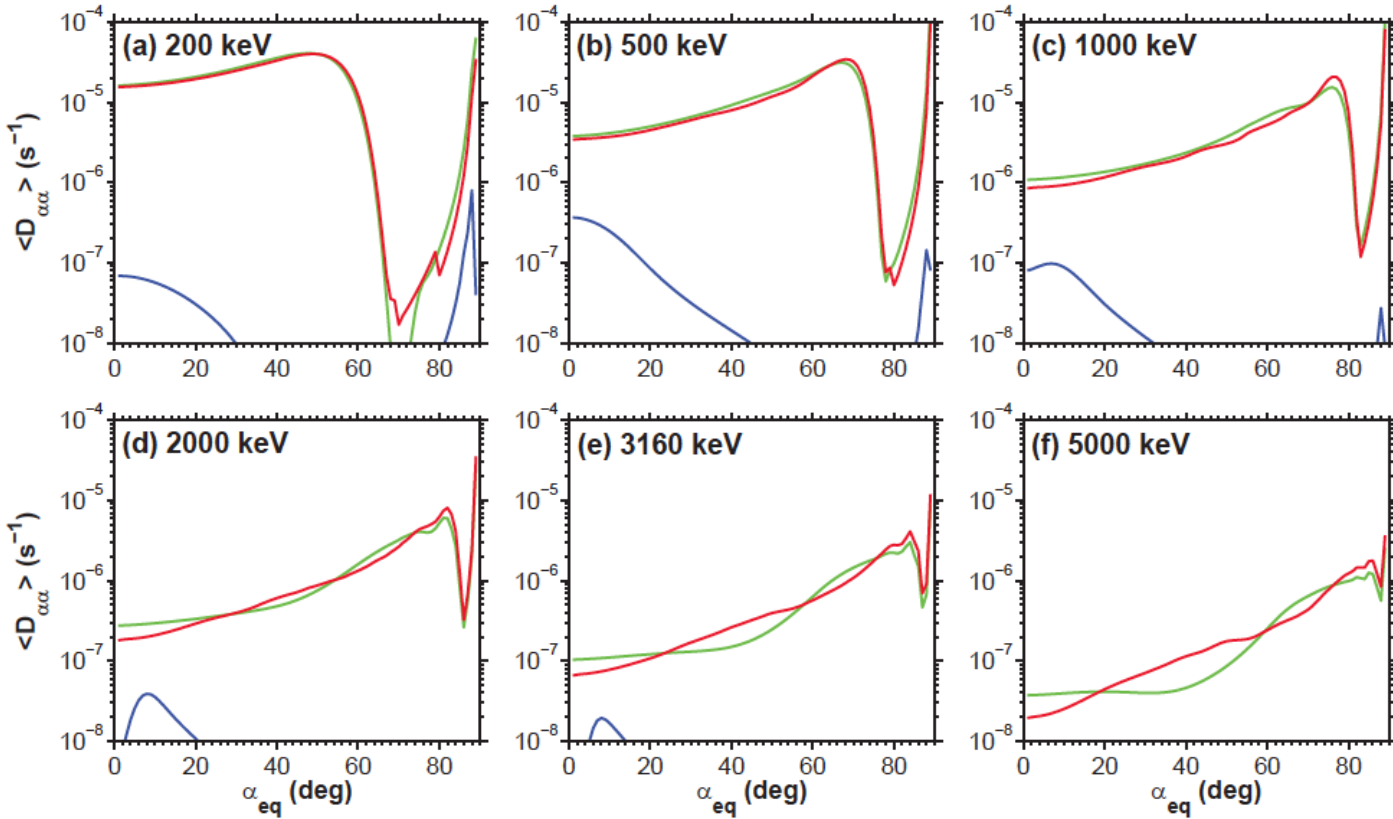 (a) 200 keV
(b) 500 keV
(c) 1000 keV
10⁻⁴ 10⁻⁴ 10⁻⁴
10⁻⁵ 10⁻⁵ 10⁻⁵
10⁻⁶ 10⁻⁶ 10⁻⁶
10⁻⁷ 10⁻⁷ 10⁻⁷
10⁻⁸ 10⁻⁸ 10⁻⁸
<D_αα> (s⁻¹)
0 20 40 60 80 0 20 40 60 80 0 20 40 60 80
(d) 2000 keV
(e) 3160 keV
(f) 5000 keV
10⁻⁴ 10⁻⁴ 10⁻⁴
10⁻⁵ 10⁻⁵ 10⁻⁵
10⁻⁶ 10⁻⁶ 10⁻⁶
10⁻⁷ 10⁻⁷ 10⁻⁷
10⁻⁸ 10⁻⁸ 10⁻⁸
<D_αα> (s⁻¹)
0 20 40 60 80 0 20 40 60 80 0 20 40 60 80
α_eq (deg) α_eq (deg) α_eq (deg)